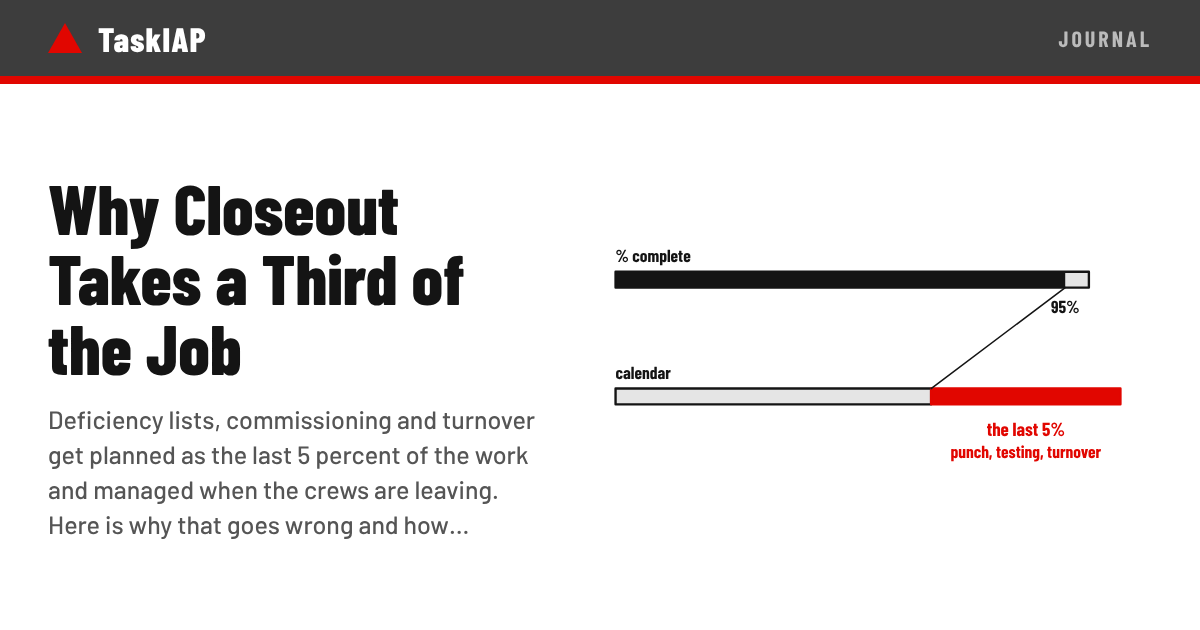 TaskIAP
JOURNAL
Why Closeout
Takes a Third of
the Job
Deficiency lists, commissioning and turnover
get planned as the last 5 percent of the work
and managed when the crews are leaving.
Here is why that goes wrong and how…
% complete
95%
calendar
the last 5%
punch, testing, turnover